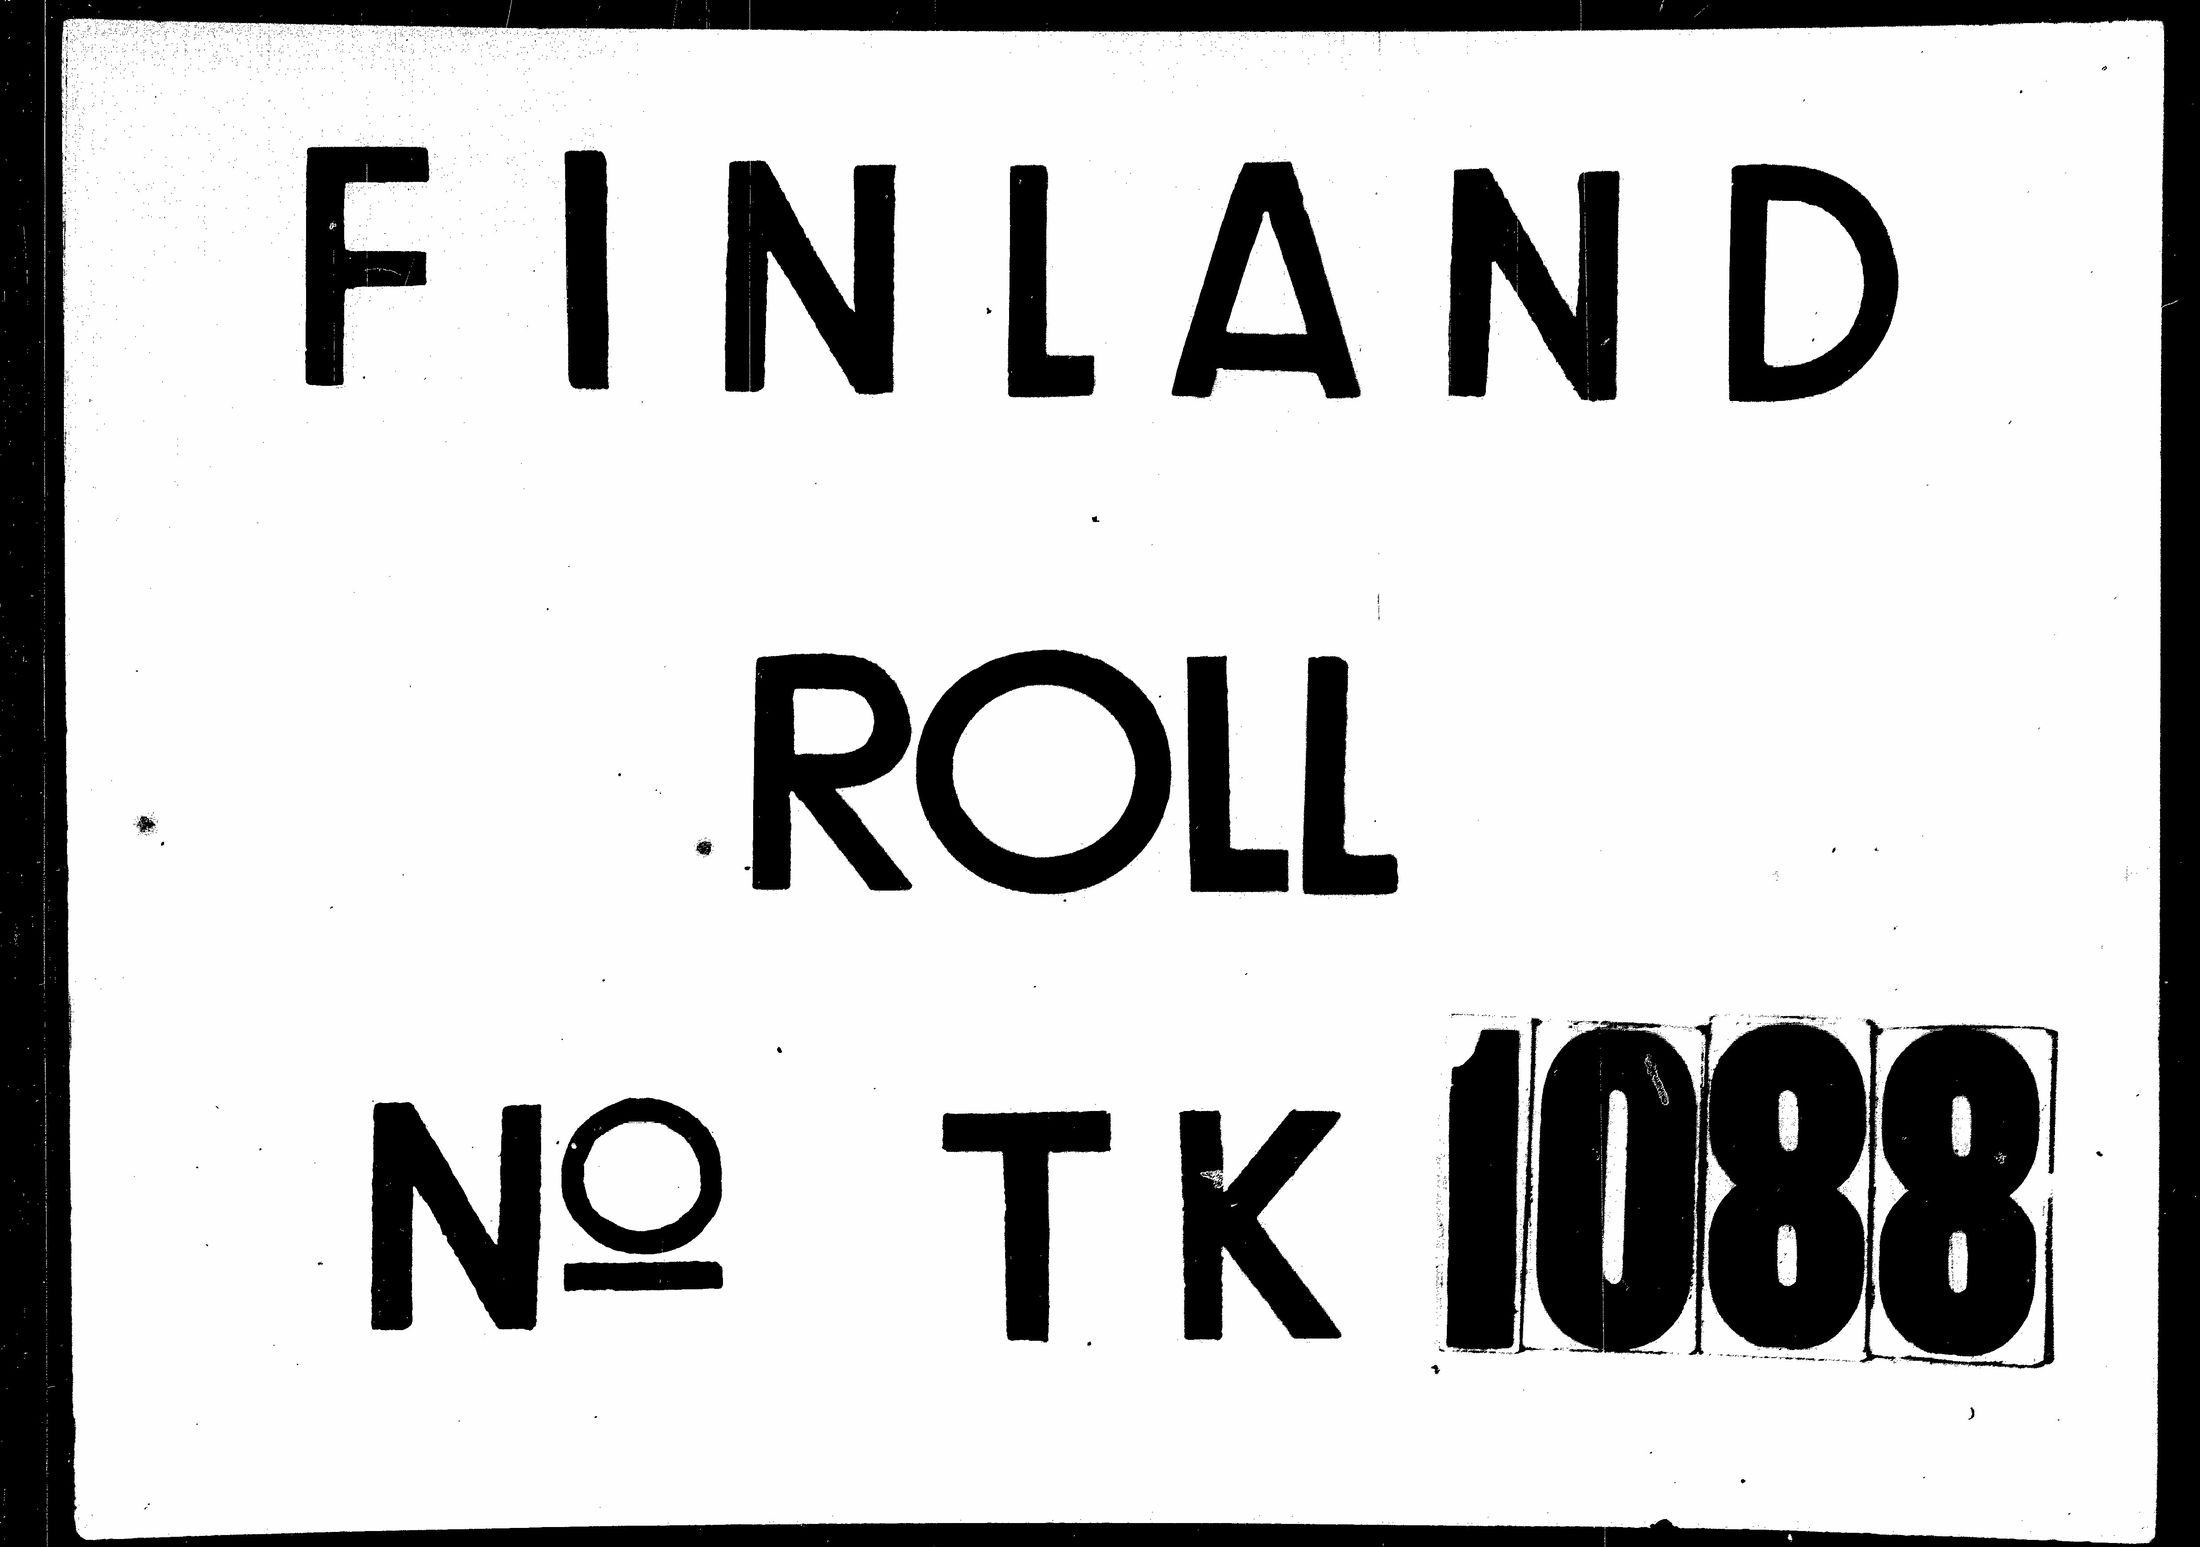 FINLAND
ROLL
Nº TK 1088